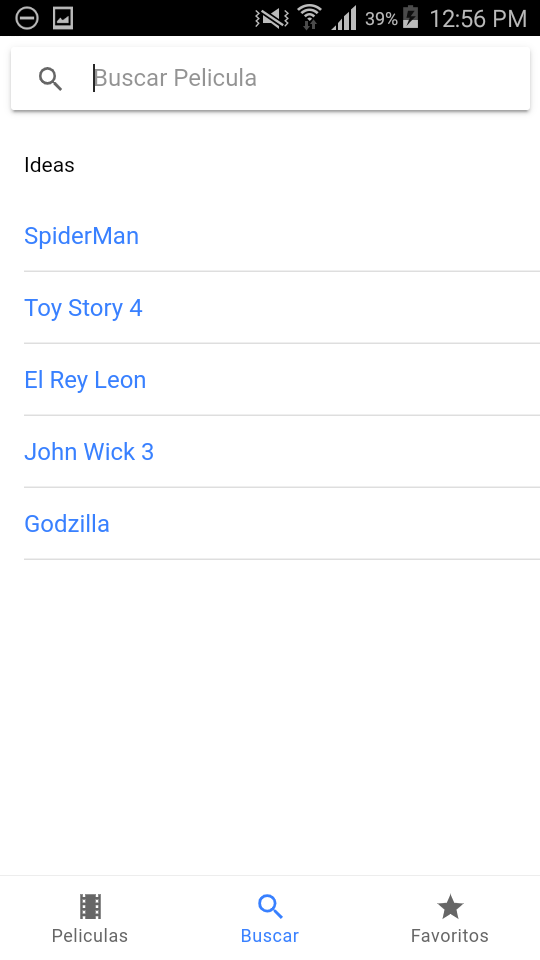 39% 12:56 PM
Buscar Pelicula
Ideas
SpiderMan
Toy Story 4
El Rey Leon
John Wick 3
Godzilla
Peliculas Buscar Favoritos